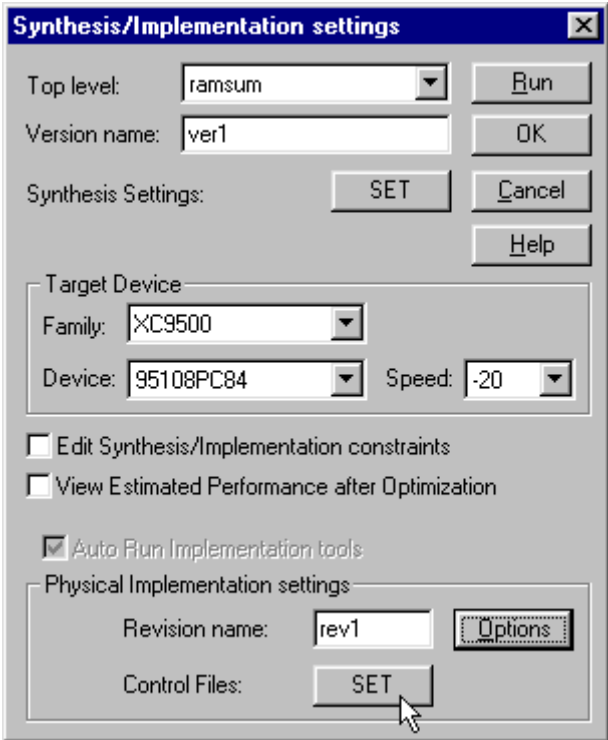 Synthesis/Implementation settings
Top level: ramsum Run
Version name: ver1 OK
Synthesis Settings: SET Cancel
Help
Target Device
Family: XC9500
Device: 95108PC84 Speed: -20
Edit Synthesis/Implementation constraints
View Estimated Performance after Optimization
Auto Run Implementation tools
Physical Implementation settings
Revision name: rev1 Options
Control Files: SET